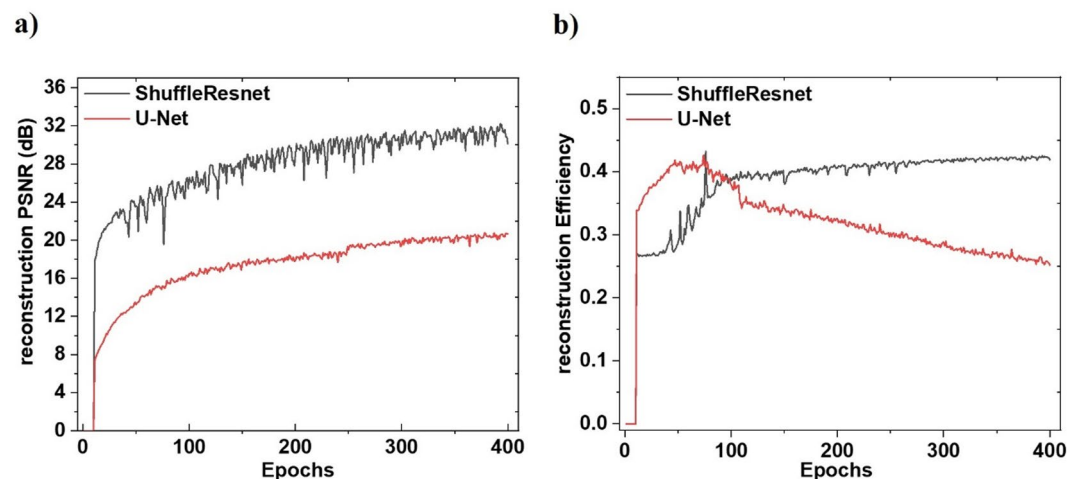 a)
reconstruction PSNR (dB)
36
32
28
24
20
16
12
8
4
0
ShuffleResnet
U-Net
0 100 200 300 400
Epochs
b)
reconstruction Efficiency
0.5
0.4
0.3
0.2
0.1
0.0
ShuffleResnet
U-Net
0 100 200 300 400
Epochs